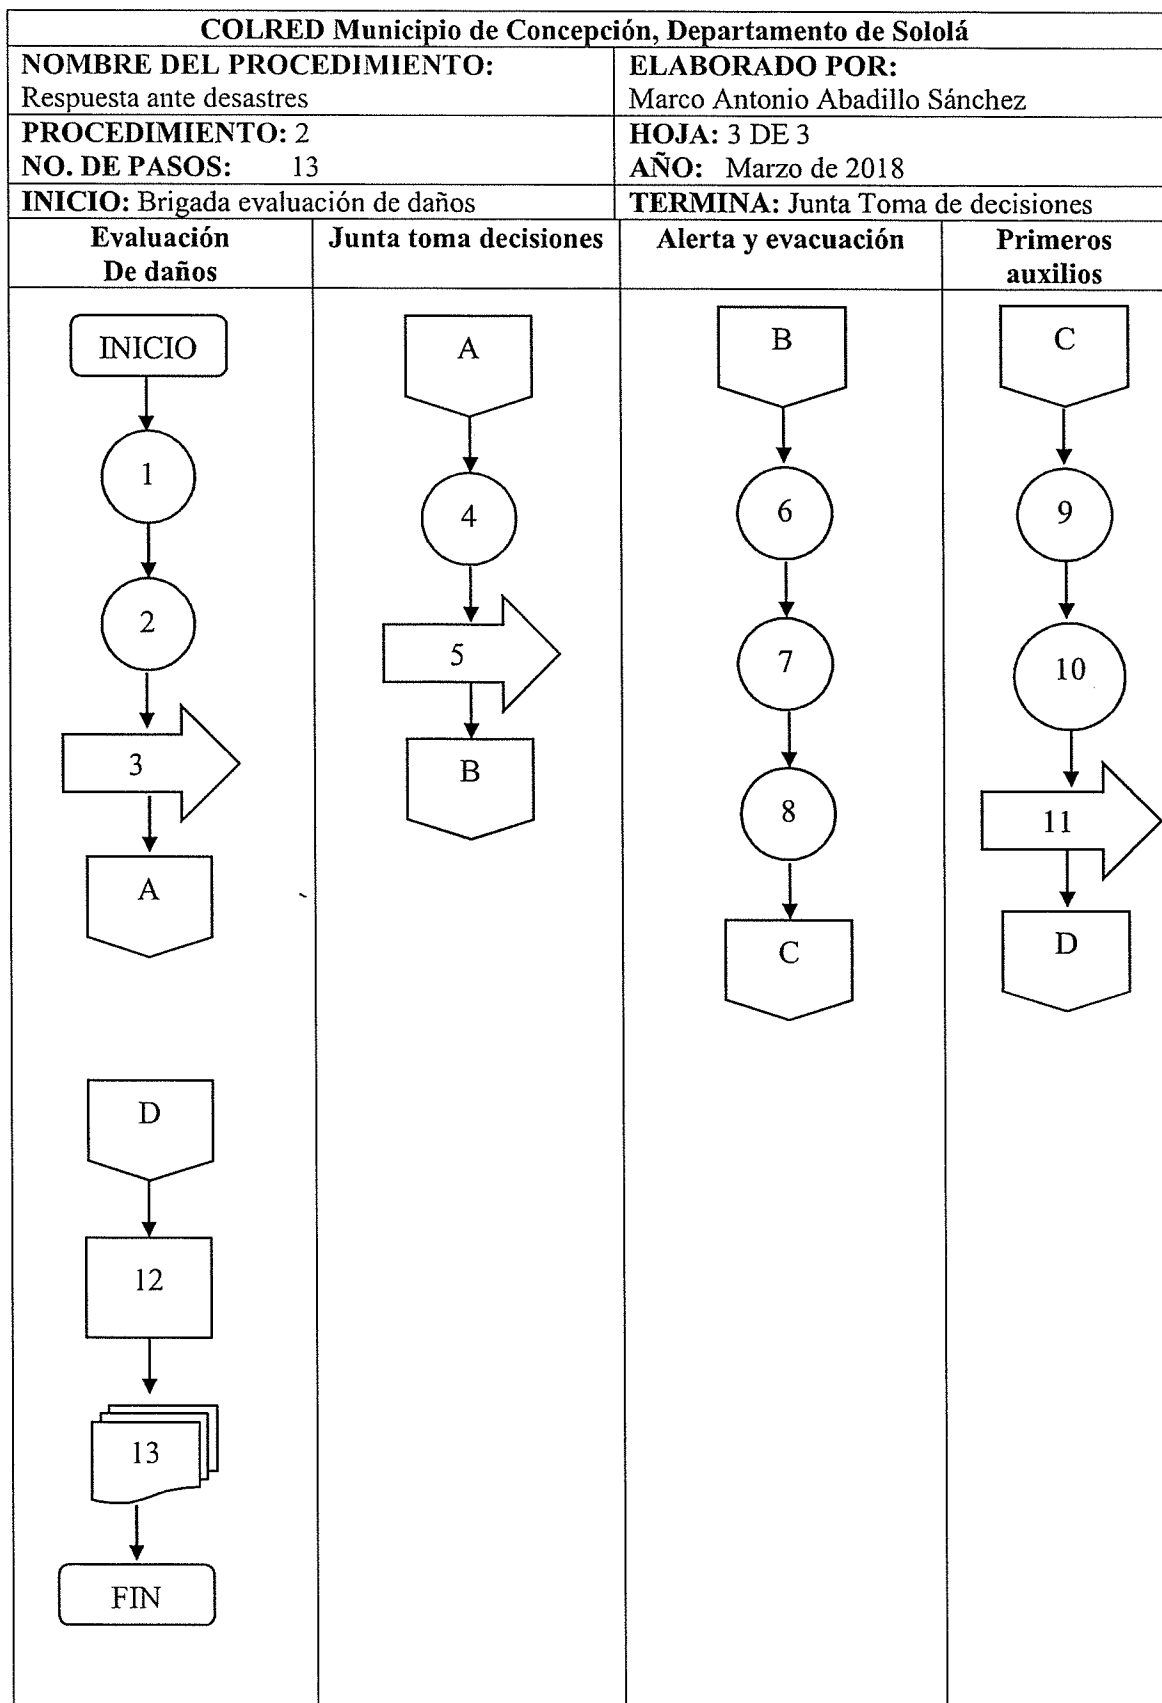 COLRED Municipio de Concepción, Departamento de Sololá
NOMBRE DEL PROCEDIMIENTO:
Respuesta ante desastres
ELABORADO POR:
Marco Antonio Abadillo Sánchez
PROCEDIMIENTO: 2
NO. DE PASOS: 13
HOJA: 3 DE 3
AÑO: Marzo de 2018
INICIO: Brigada evaluación de daños
TERMINA: Junta Toma de decisiones
Evaluación
De daños
Junta toma decisiones
Alerta y evacuación
Primeros
auxilios
INICIO
1
2
3
A
D
12
13
FIN
A
4
5
B
B
6
7
8
C
C
9
10
11
D